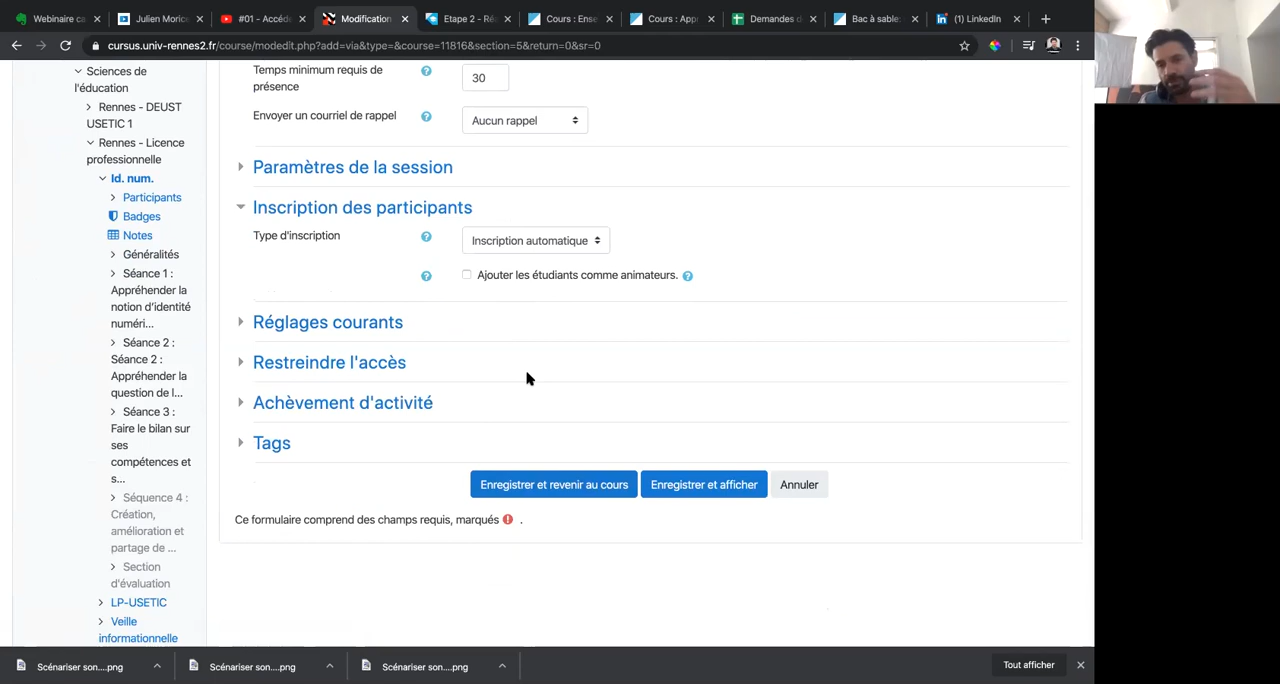 Webinaire ca
Julien Moric
#01 - Accéde
Modification
Etape 2 - Ré
Cours : Ense
Cours : Appr
Demandes d
Bac à sable:
(1) LinkedIn
cursus.univ-rennes2.fr/course/modedit.php?add=via&type=&course=11816&section=5&return=0&sr=0
Sciences de
l'éducation
Rennes - DEUST
USETIC 1
Rennes - Licence
professionnelle
Id. num.
Participants
Badges
Notes
Généralités
Séance 1 :
Appréhender la
notion d'identité
numéri...
Séance 2 :
Séance 2 :
Appréhender la
question de l...
Séance 3 :
Faire le bilan sur
ses
compétences et
s...
Séquence 4 :
Création,
amélioration et
partage de ...
Section
d'évaluation
LP-USETIC
Veille
informationnelle
Temps minimum requis de
présence
30
Envoyer un courriel de rappel
Aucun rappel
Paramètres de la session
Inscription des participants
Type d'inscription
Inscription automatique
Ajouter les étudiants comme animateurs.
Réglages courants
Restreindre l'accès
Achèvement d'activité
Tags
Enregistrer et revenir au cours
Enregistrer et afficher
Annuler
Ce formulaire comprend des champs requis, marqués .
Scénariser son....png
Scénariser son....png
Scénariser son....png
Tout afficher